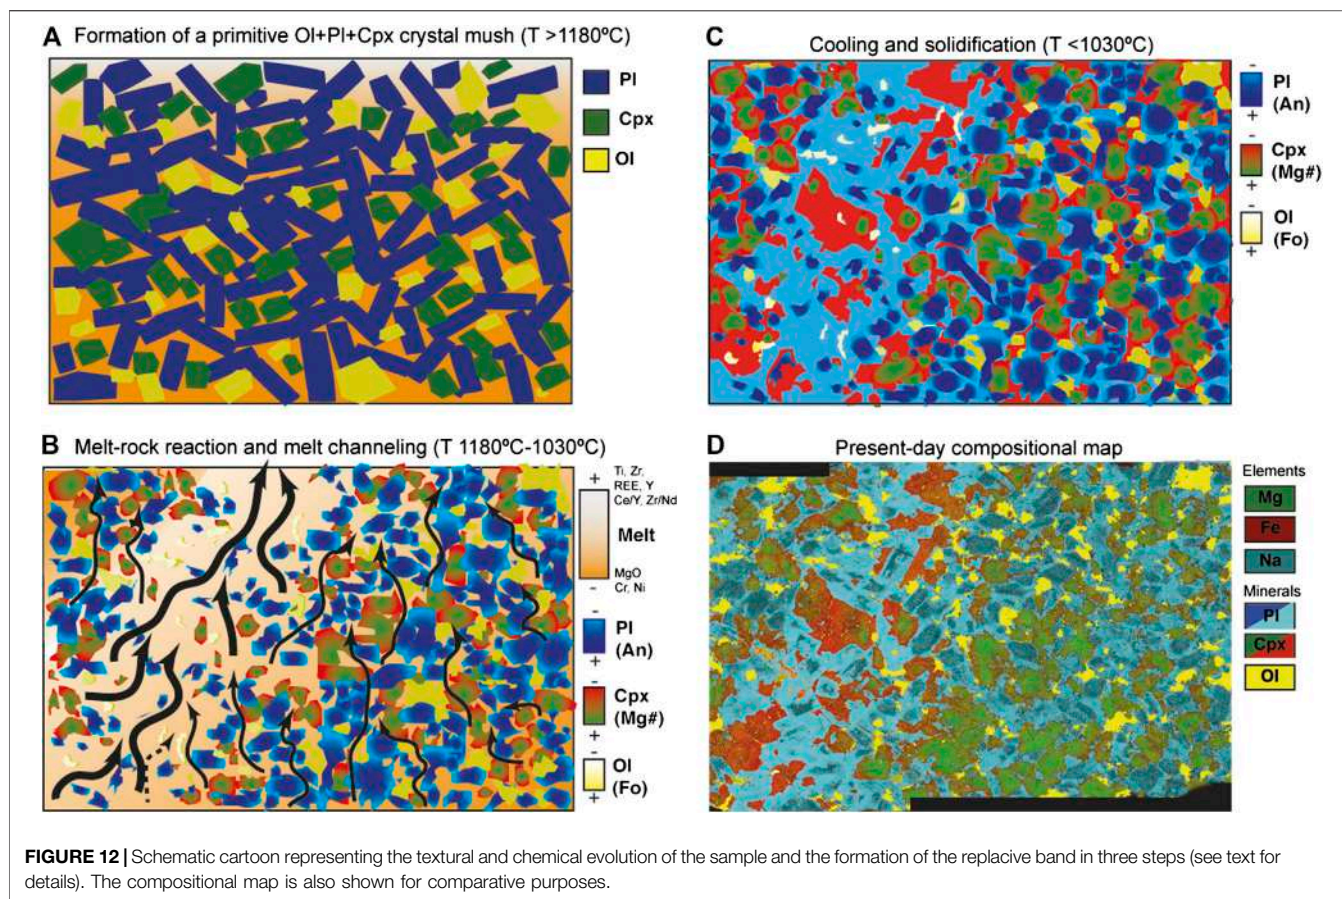 A Formation of a primitive Ol+Pl+Cpx crystal mush (T >1180ºC)
Pl
Cpx
Ol
B Melt-rock reaction and melt channeling (T 1180ºC-1030ºC)
+ Ti, Zr,
REE, Y
Ce/Y, Zr/Nd
Melt
MgO
- Cr, Ni
-
Pl
(An)
+
-
Cpx
(Mg#)
+
-
Ol
(Fo)
+
C Cooling and solidification (T <1030ºC)
-
Pl
(An)
+
-
Cpx
(Mg#)
+
-
Ol
(Fo)
+
D Present-day compositional map
Elements
Mg
Fe
Na
Minerals
Pl
Cpx
Ol
FIGURE 12 | Schematic cartoon representing the textural and chemical evolution of the sample and the formation of the replacive band in three steps (see text for
details). The compositional map is also shown for comparative purposes.